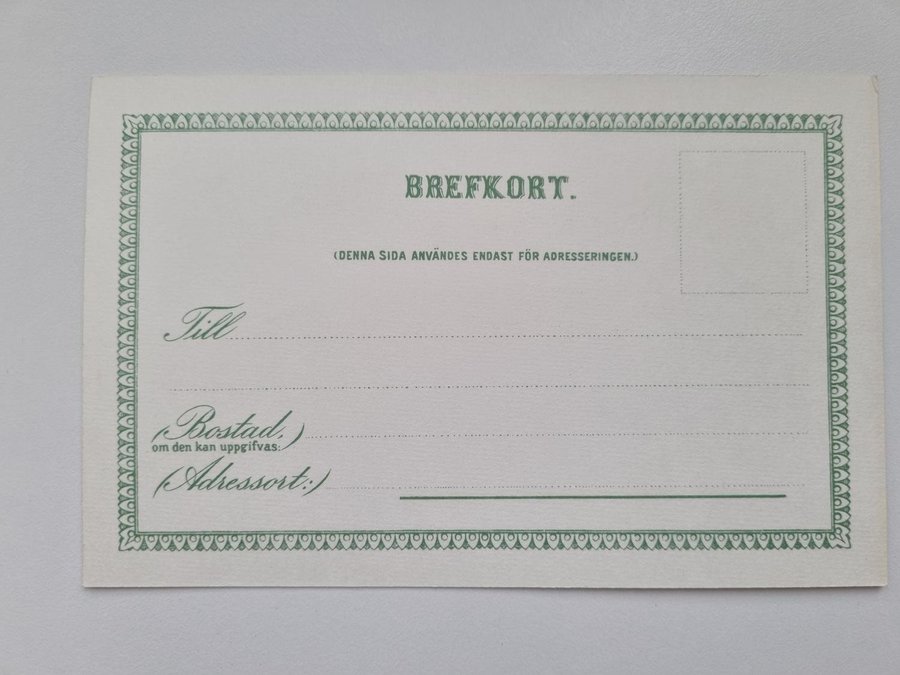 BREFKORT.
(DENNA SIDA ANVÄNDES ENDAST FÖR ADRESSERINGEN.)
Till
(Bostad,)
om den kan uppgifvas:
(Adressort:)